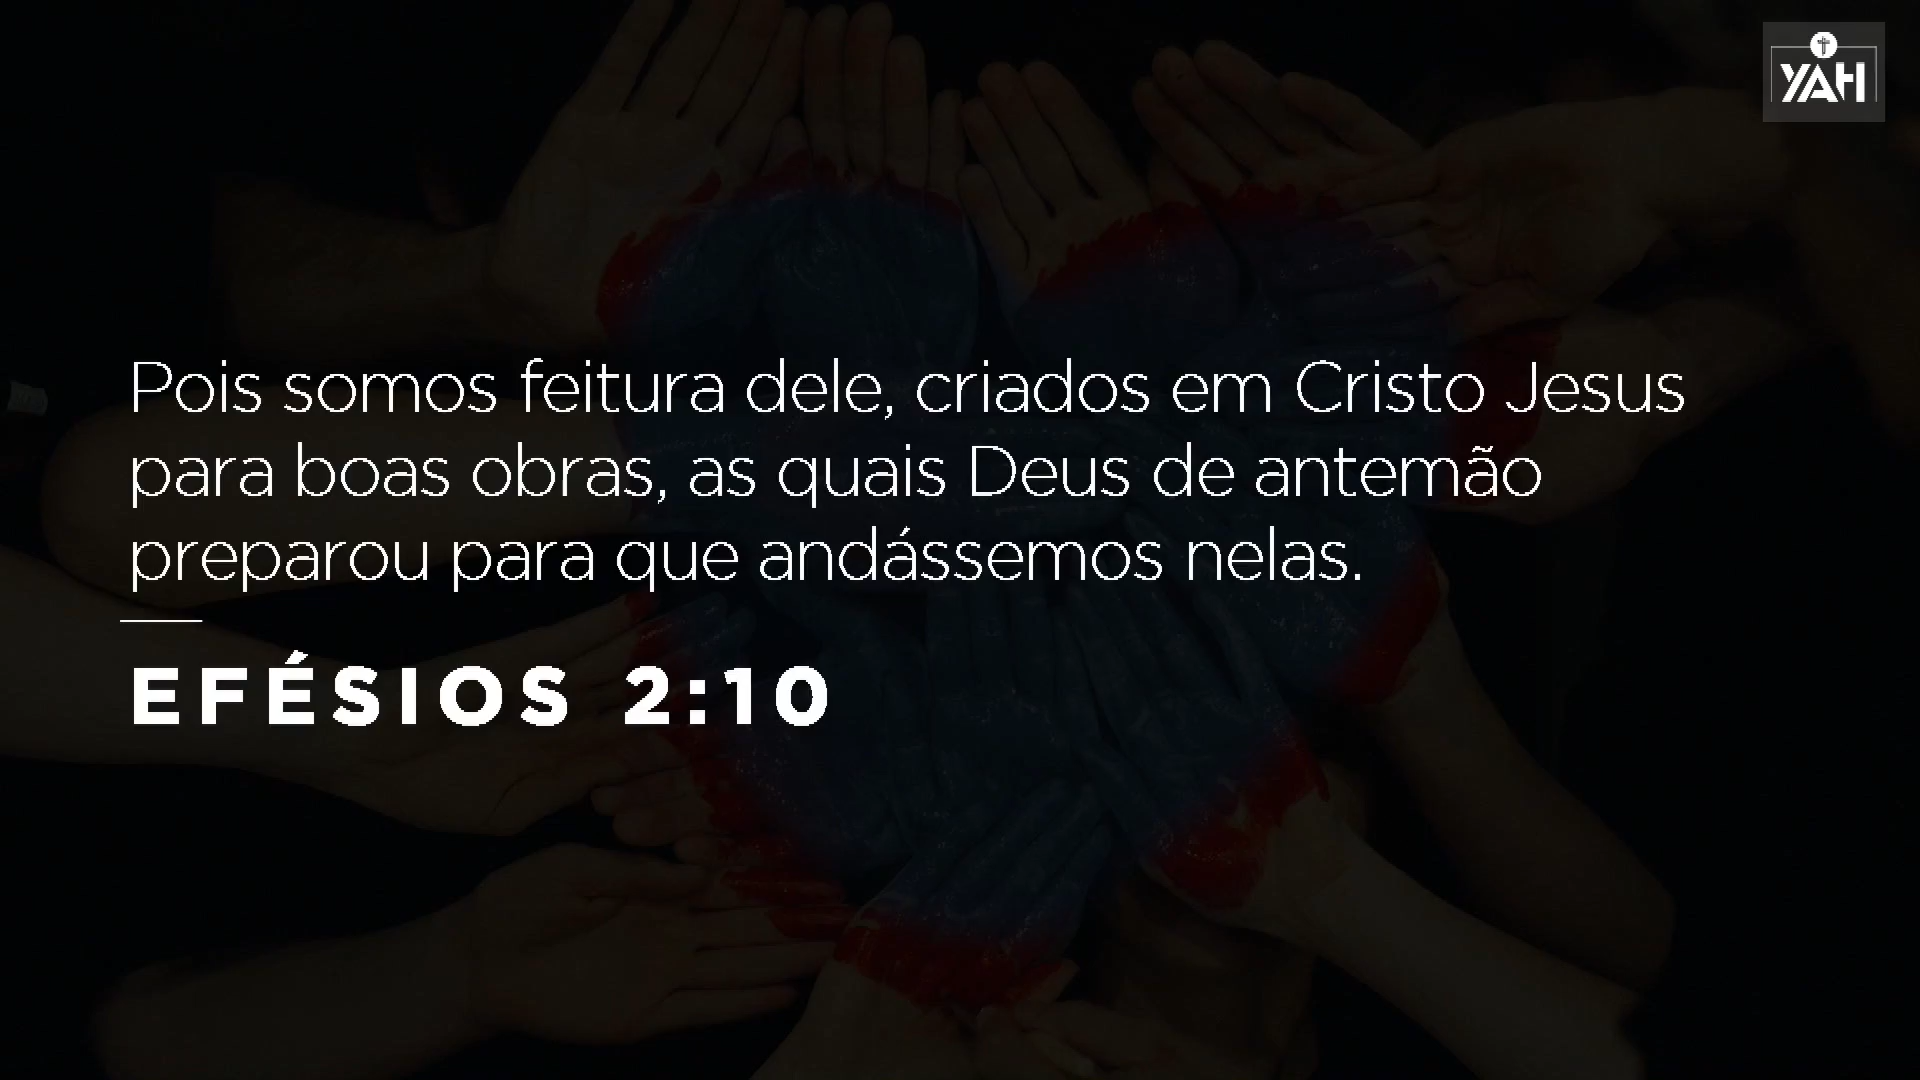 YAH
Pois somos feitura dele, criados em Cristo Jesus
para boas obras, as quais Deus de antemão
preparou para que andássemos nelas.
EFÉSIOS 2:10